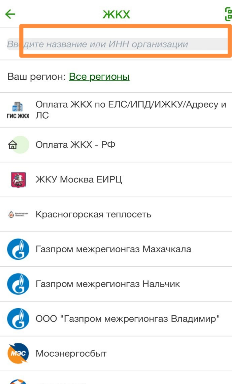 ЖКХ
Введите название или ИНН организации
Ваш регион: Все регионы
ГИС ЖКХ
Оплата ЖКХ по ЕЛС/ИПД/ИЖКУ/Адресу и
ЛС
Оплата ЖКХ - РФ
ЖКУ Москва ЕИРЦ
Красногорская теплосеть
Газпром межрегионгаз Махачкала
Газпром межрегионгаз Нальчик
ООО "Газпром межрегионгаз Владимир"
МЭС
Мосэнергосбыт